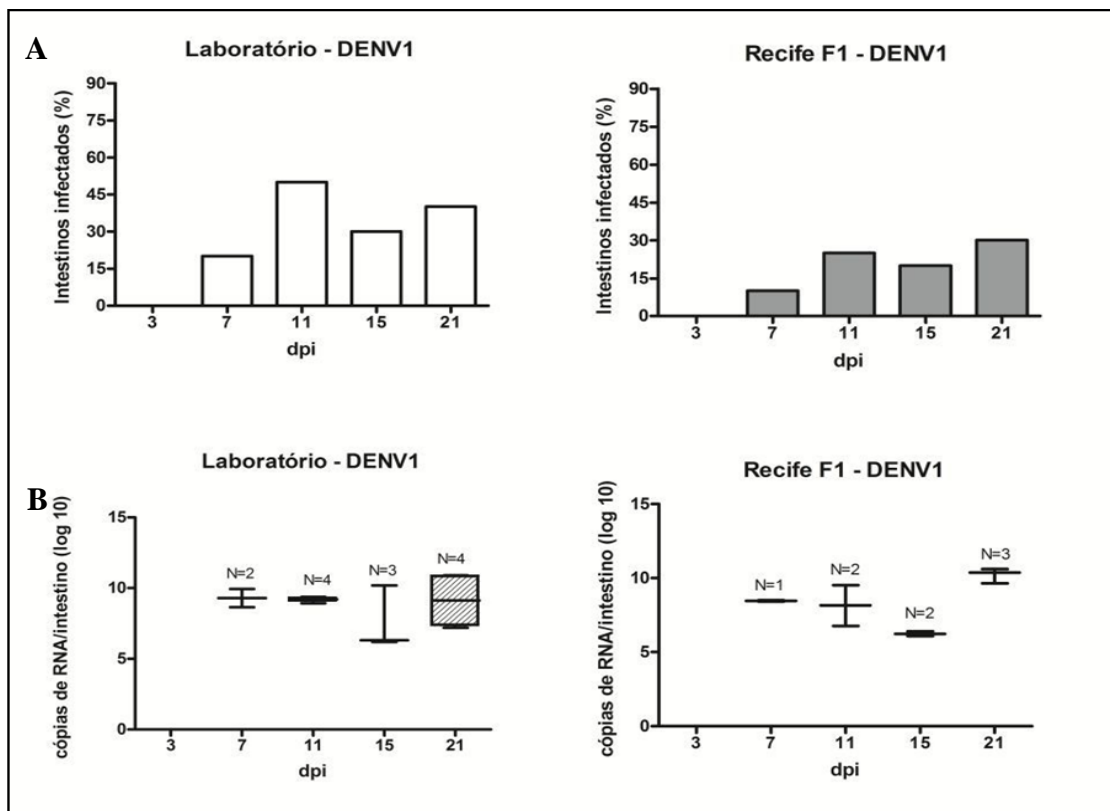 A
Laboratório - DENV1
Intestinos infectados (%)
90
75
60
45
30
15
0
3 7 11 15 21
dpi
Recife F1 - DENV1
Intestinos infectados (%)
90
75
60
45
30
15
0
3 7 11 15 21
dpi
B
Laboratório - DENV1
cópias de RNA/intestino (log 10)
15
10
5
0
N=2 N=4 N=3 N=4
3 7 11 15 21
dpi
Recife F1 - DENV1
cópias de RNA/intestino (log 10)
15
10
5
0
N=1 N=2 N=2 N=3
3 7 11 15 21
dpi